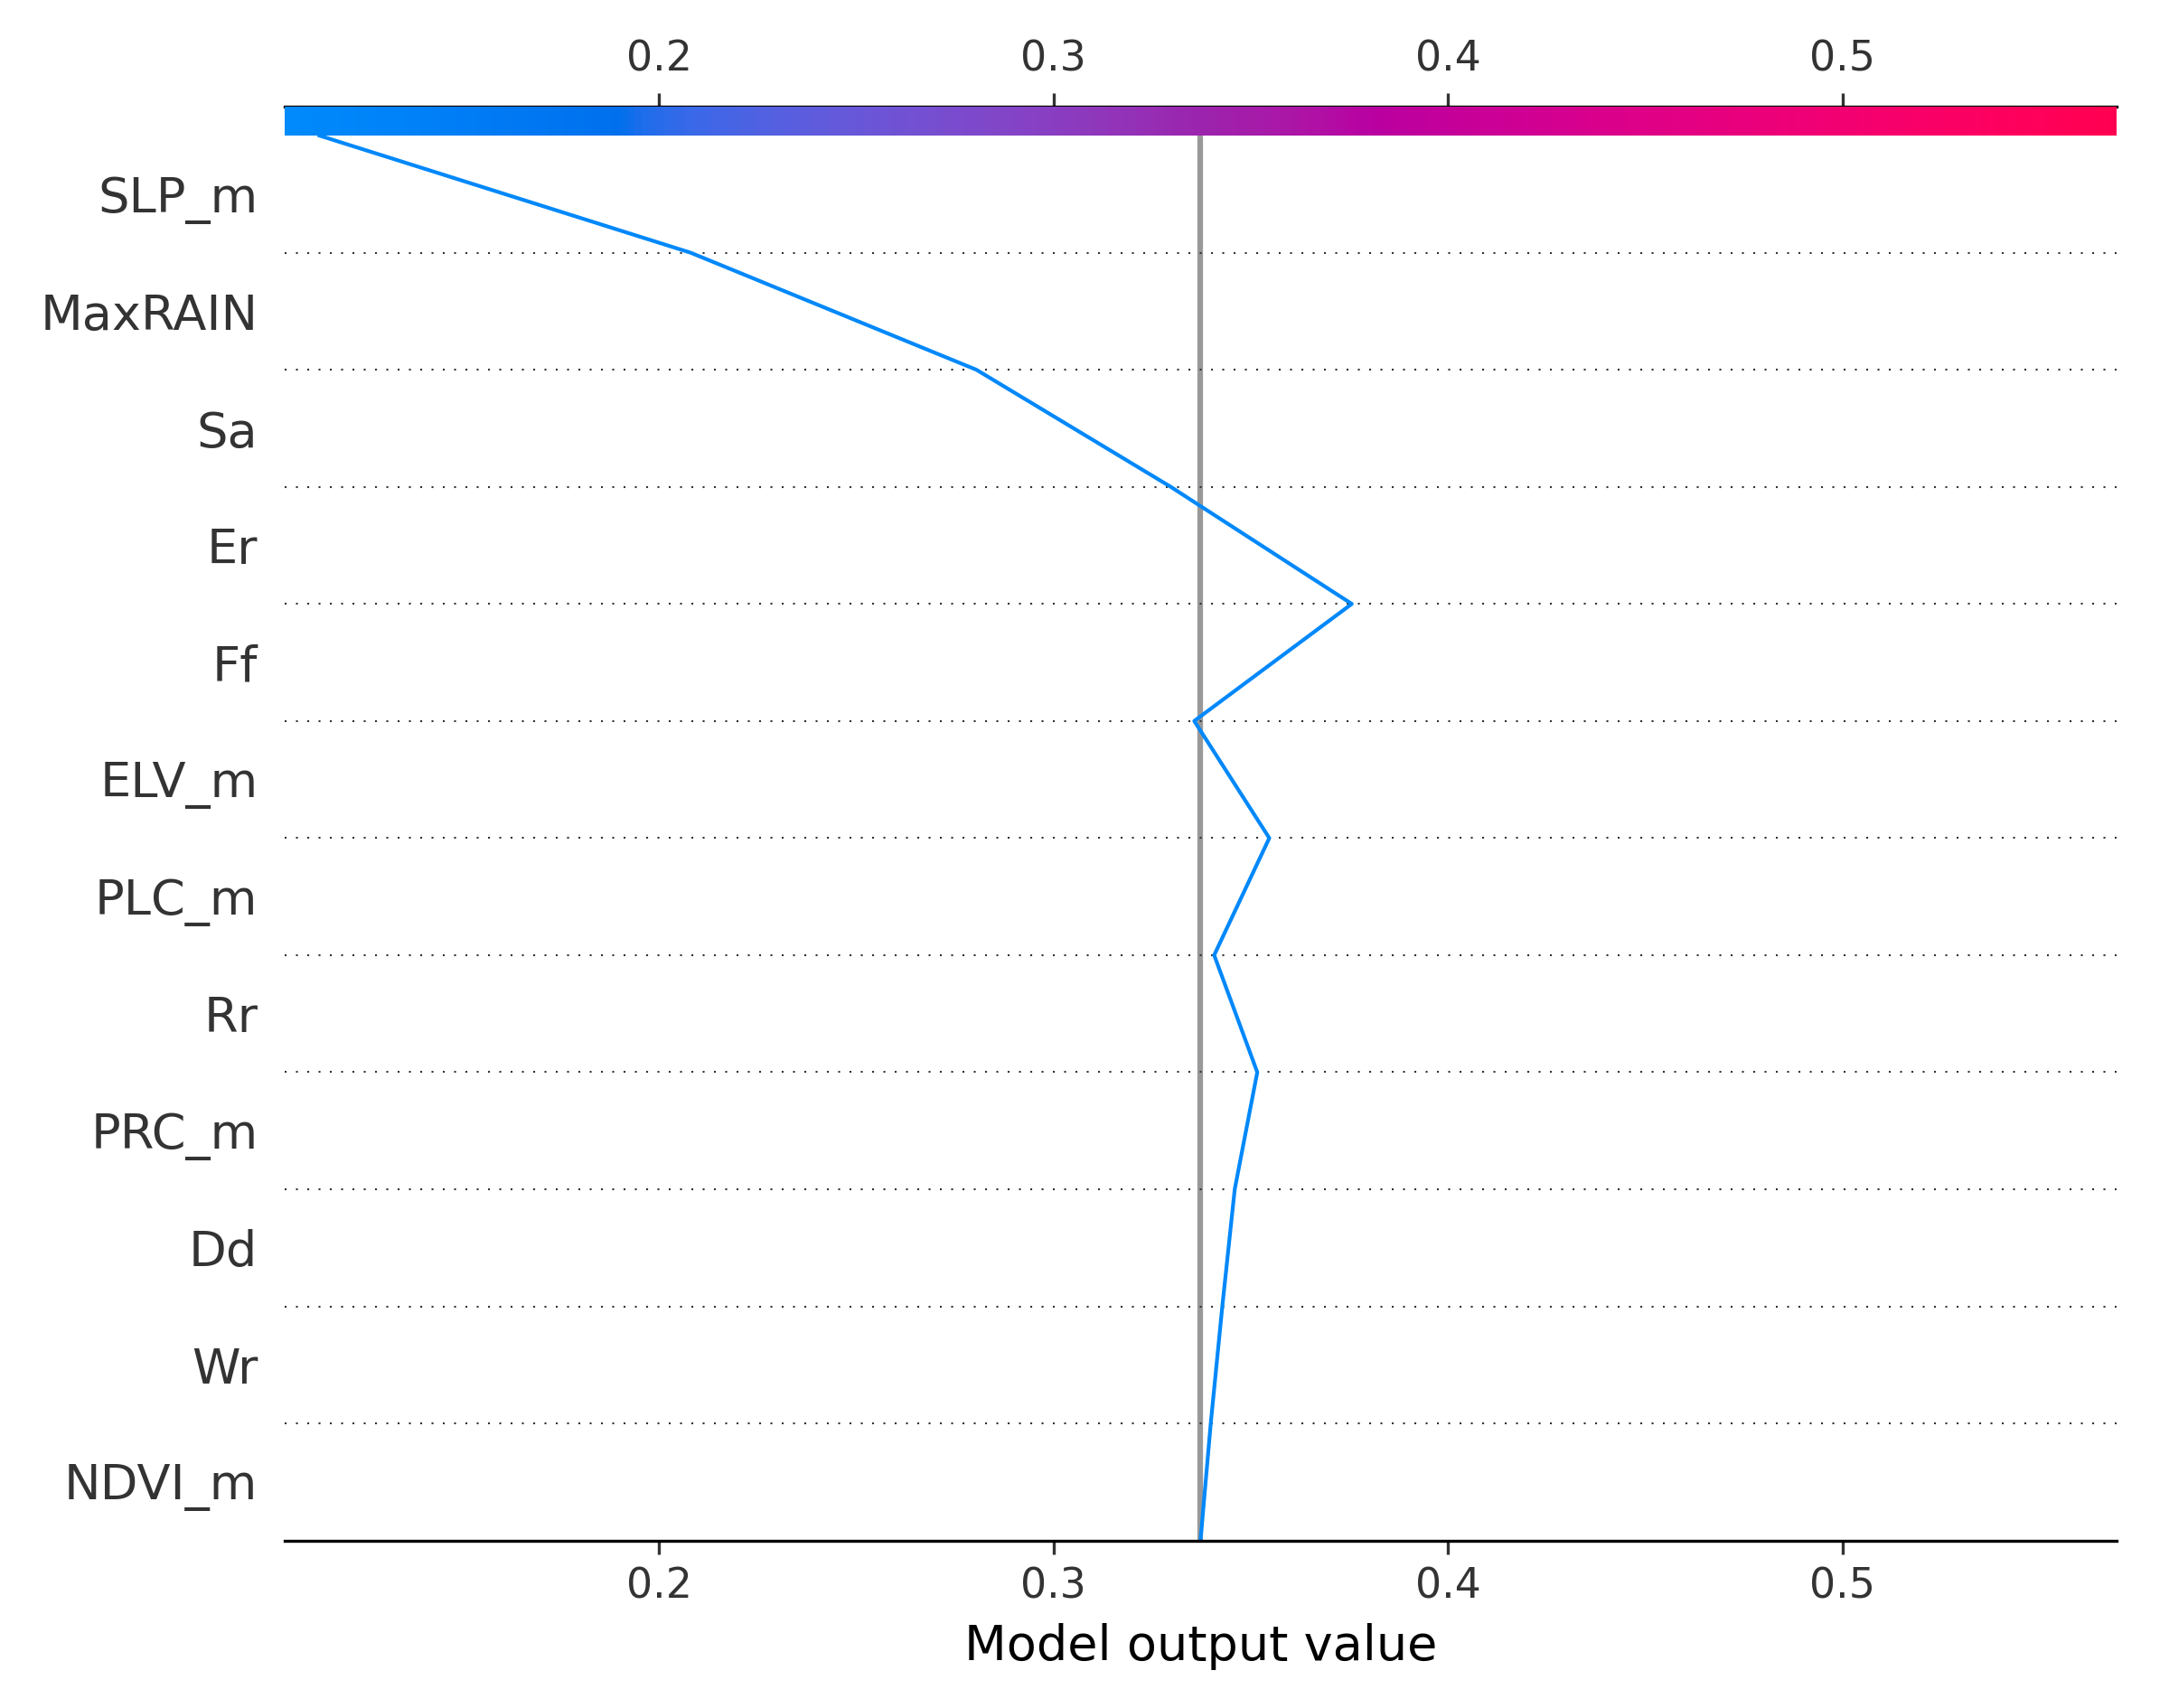 0.2 0.3 0.4 0.5
SLP_m
MaxRAIN
Sa
Er
Ff
ELV_m
PLC_m
Rr
PRC_m
Dd
Wr
NDVI_m
0.2 0.3 0.4 0.5
Model output value